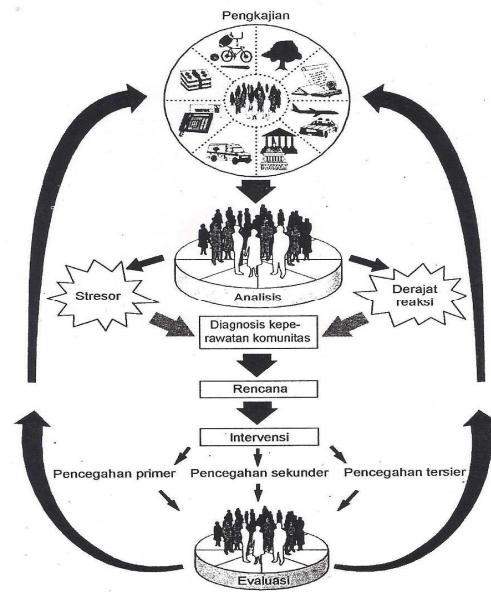 Pengkajian
Analisis
Stresor
Derajat
reaksi
Diagnosis kepe-
rawatan komunitas
Rencana
Intervensi
Pencegahan primer
Pencegahan sekunder
Pencegahan tersier
Evaluasi